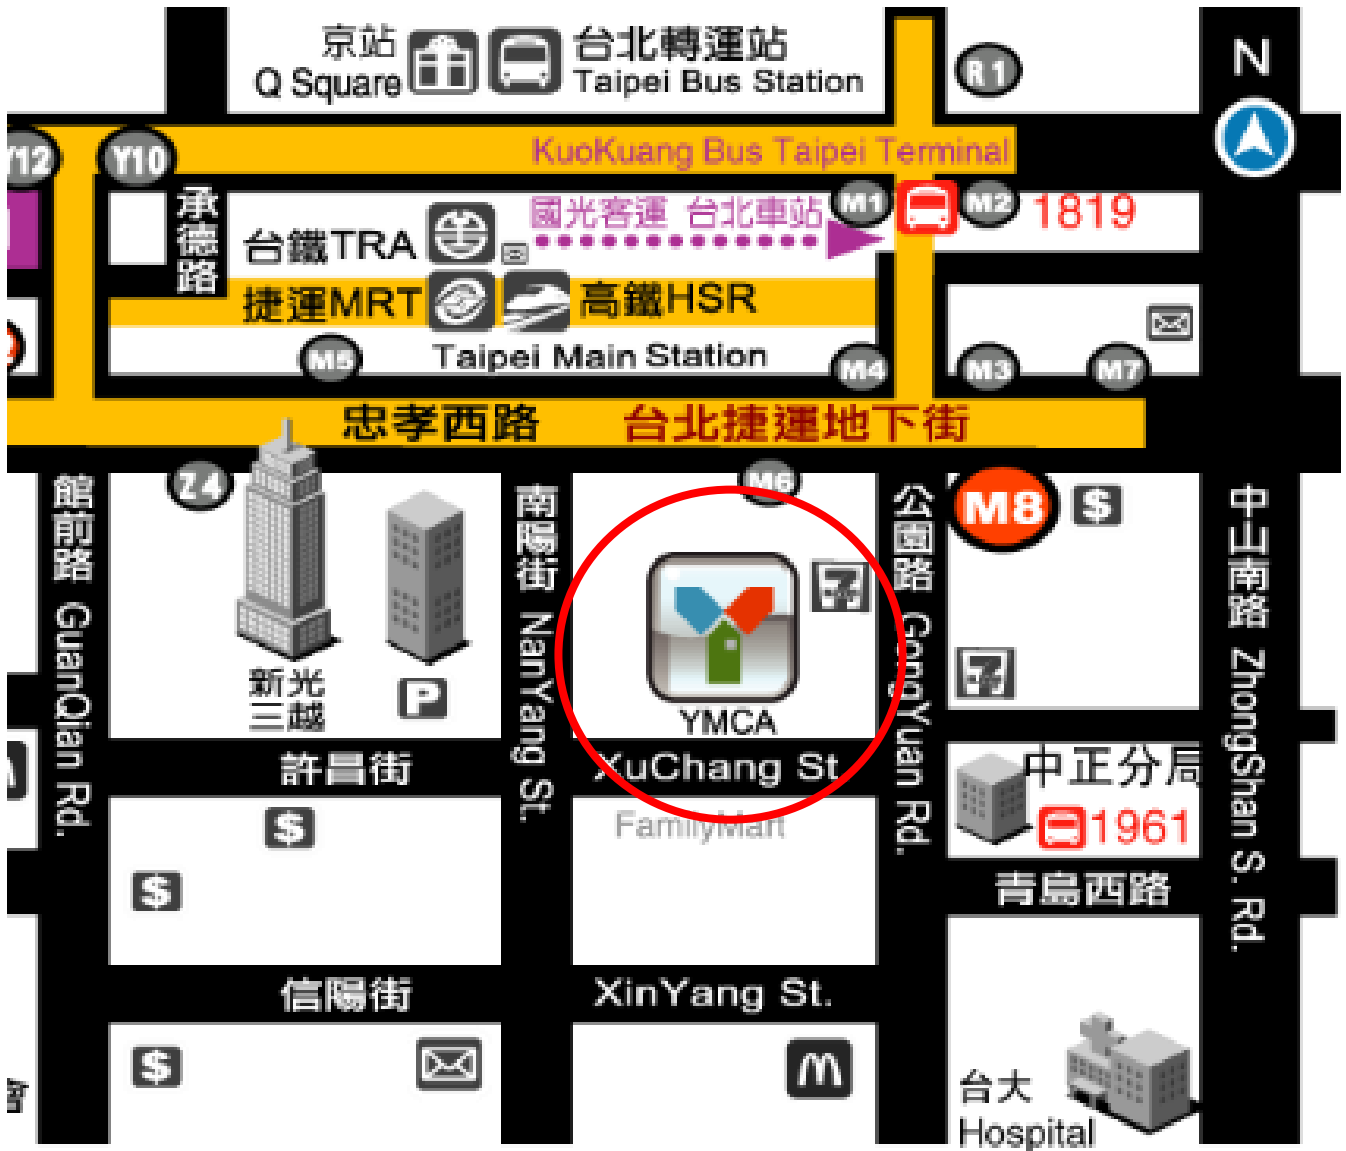 京站
Q Square
台北轉運站
Taipei Bus Station
R1
N
Y12
Y10
KuoKuang Bus Taipei Terminal
承德路
國光客運 台北車站
M1
M2
1819
台鐵TRA
捷運MRT
高鐵HSR
M5
Taipei Main Station
M4
M3
M7
忠孝西路
台北捷運地下街
Z4
M6
M8
$
館前路 GuanQian Rd.
南陽街 NanYang St.
公園路 GongYuan Rd.
中山南路 ZhongShan S. Rd.
7
7
新光
三越
P
YMCA
許昌街
XuChang St
中正分局
1961
$
FamilyMart
$
青島西路
信陽街
XinYang St.
$
台大
Hospital